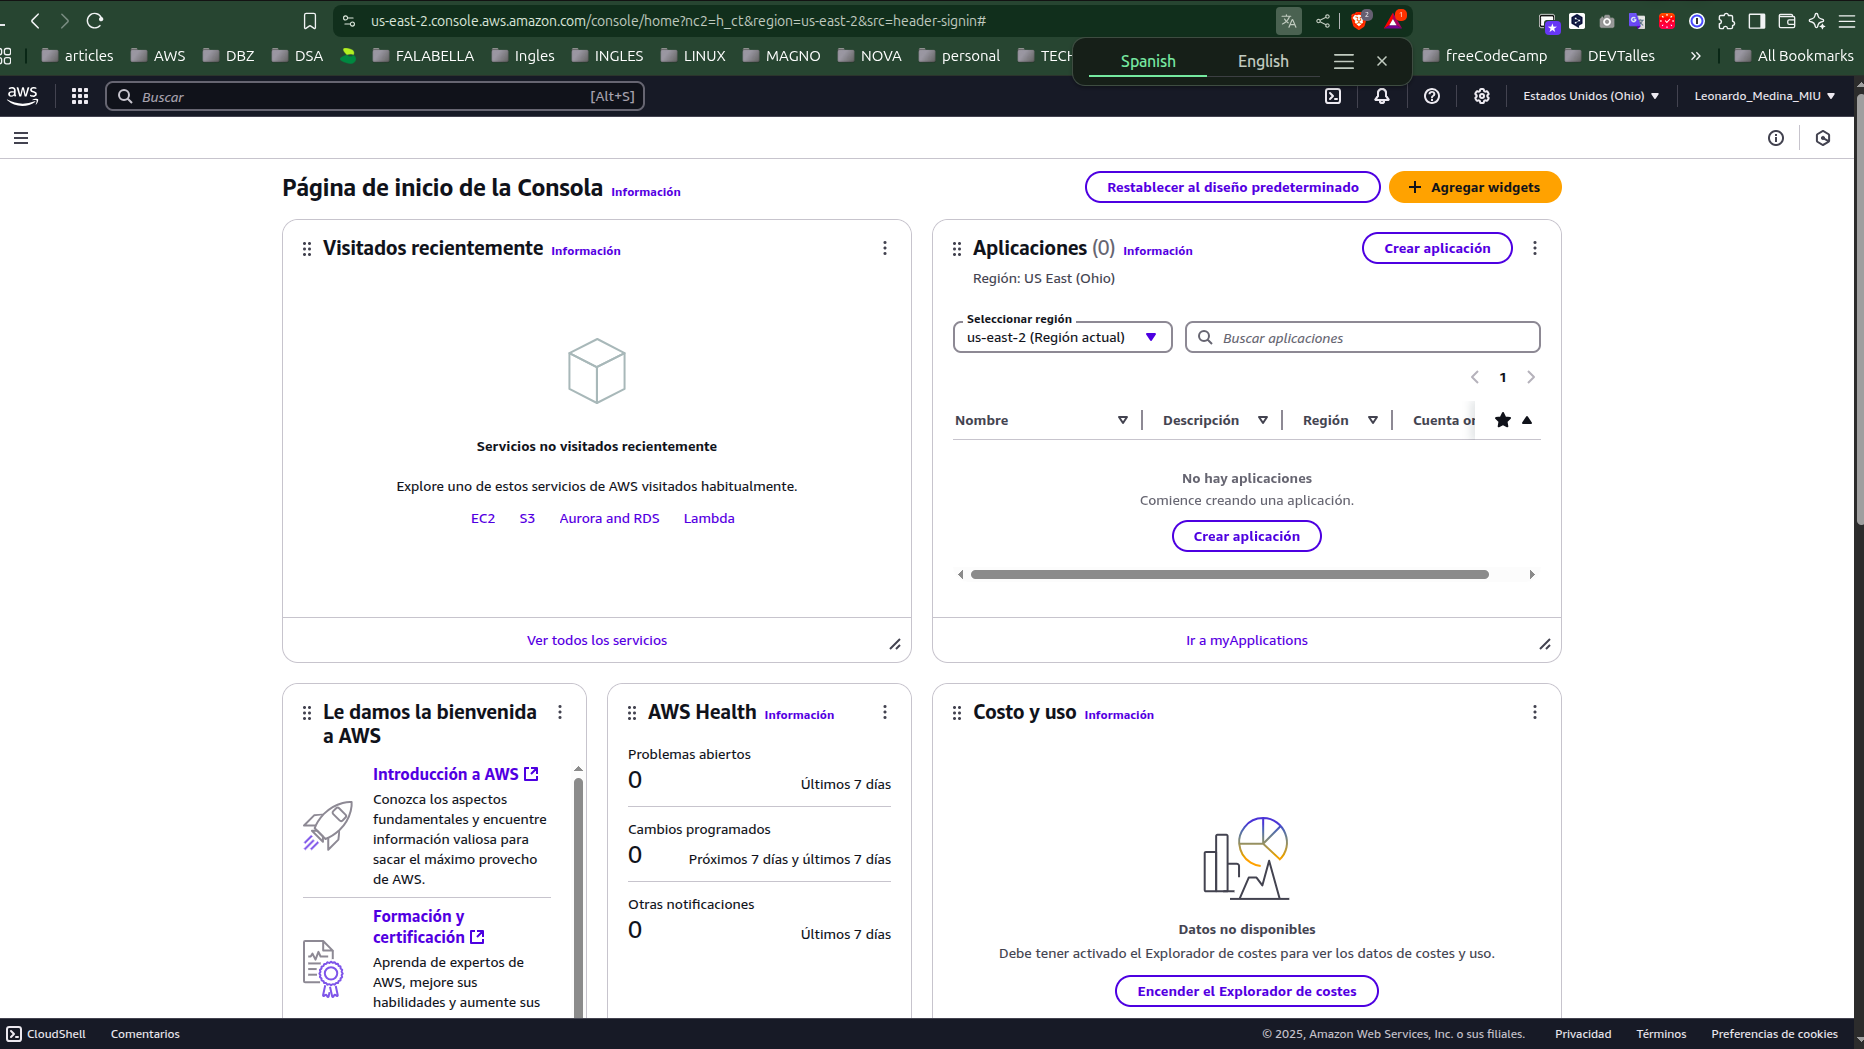 us-east-2.console.aws.amazon.com/console/home?nc2=h_ct&region=us-east-2&src=header-signin#
2
1
articles AWS DBZ DSA FALABELLA Ingles INGLES LINUX MAGNO NOVA personal TECH freeCodeCamp DEVTalles » All Bookmarks
Spanish English
aws Buscar [Alt+S] Estados Unidos (Ohio) Leonardo_Medina_MIU
Página de inicio de la Consola Información Restablecer al diseño predeterminado + Agregar widgets
Visitados recientemente Información
Servicios no visitados recientemente
Explore uno de estos servicios de AWS visitados habitualmente.
EC2 S3 Aurora and RDS Lambda
Ver todos los servicios
Aplicaciones (0) Información Crear aplicación
Región: US East (Ohio)
Seleccionar región
us-east-2 (Región actual) Buscar aplicaciones
1
Nombre Descripción Región Cuenta or
No hay aplicaciones
Comience creando una aplicación.
Crear aplicación
Ir a myApplications
Le damos la bienvenida
a AWS
Introducción a AWS
Conozca los aspectos
fundamentales y encuentre
información valiosa para
sacar el máximo provecho
de AWS.
Formación y
certificación
Aprenda de expertos de
AWS, mejore sus
habilidades y aumente sus
AWS Health Información
Problemas abiertos
0 Últimos 7 días
Cambios programados
0 Próximos 7 días y últimos 7 días
Otras notificaciones
0 Últimos 7 días
Costo y uso Información
Datos no disponibles
Debe tener activado el Explorador de costes para ver los datos de costes y uso.
Encender el Explorador de costes
CloudShell Comentarios © 2025, Amazon Web Services, Inc. o sus filiales. Privacidad Términos Preferencias de cookies